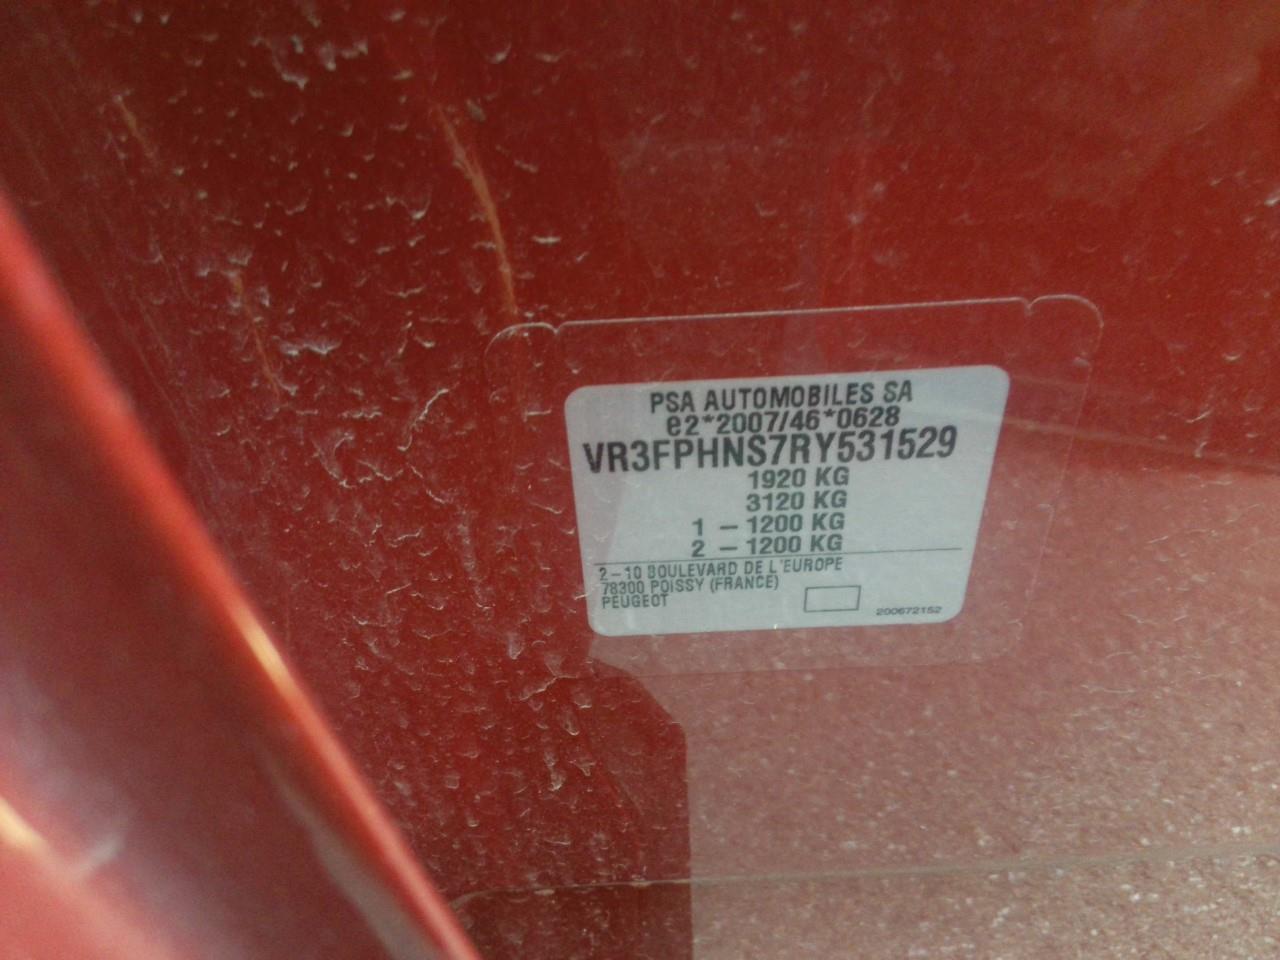 PSA AUTOMOBILES SA
e2*2007/46*0628
VR3FPHNS7RY531529
1920 KG
3120 KG
1 – 1200 KG
2 – 1200 KG
2–10 BOULEVARD DE L'EUROPE
78300 POISSY (FRANCE)
PEUGEOT
200672152